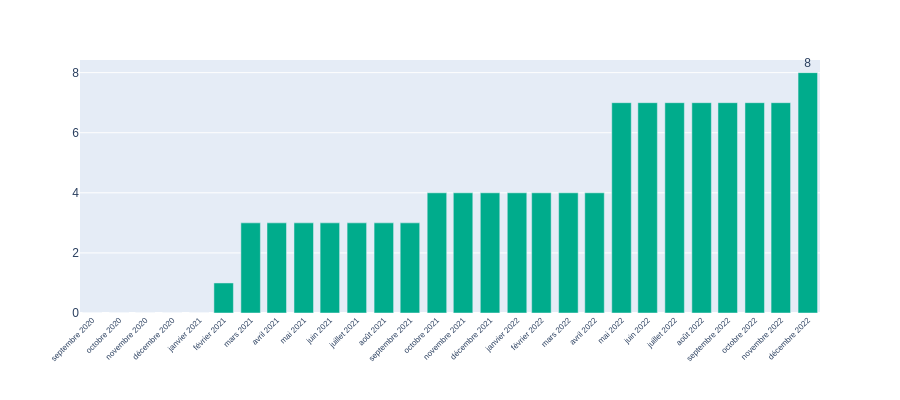 8
8
6
4
2
0
septembre 2020
octobre 2020
novembre 2020
décembre 2020
janvier 2021
février 2021
mars 2021
avril 2021
mai 2021
juin 2021
juillet 2021
août 2021
septembre 2021
octobre 2021
novembre 2021
décembre 2021
janvier 2022
février 2022
mars 2022
avril 2022
mai 2022
juin 2022
juillet 2022
août 2022
septembre 2022
octobre 2022
novembre 2022
décembre 2022